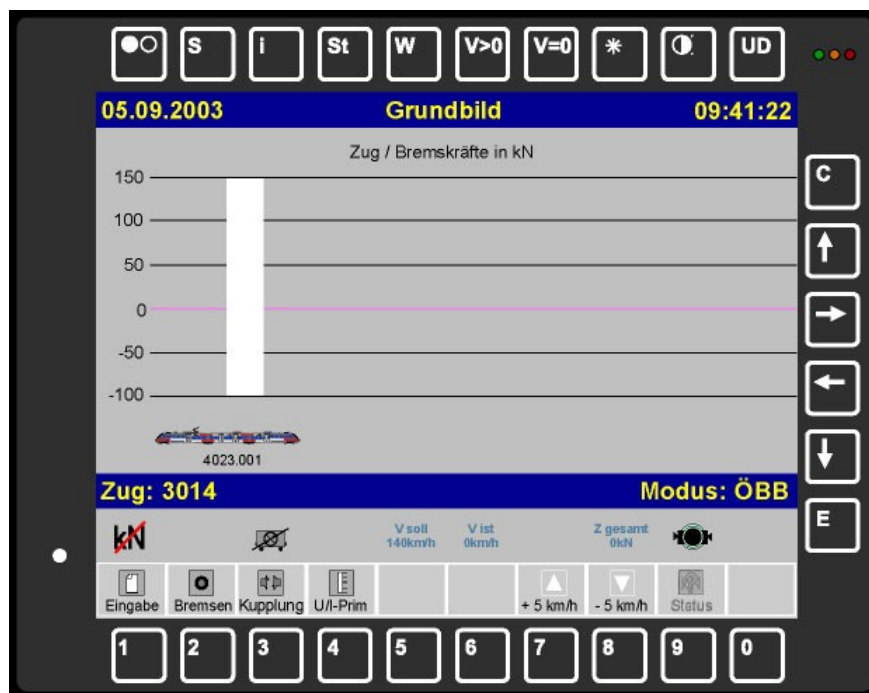 S i St W V>0 V=0 UD
05.09.2003 Grundbild 09:41:22
Zug / Bremskräfte in kN
150
100
50
0
-50
-100
C
4023.001
Zug: 3014 Modus: ÖBB
E
kN V soll V ist Z gesamt
140km/h 0km/h 0kN
Eingabe Bremsen Kupplung U/I-Prim + 5 km/h - 5 km/h Status
1 2 3 4 5 6 7 8 9 0